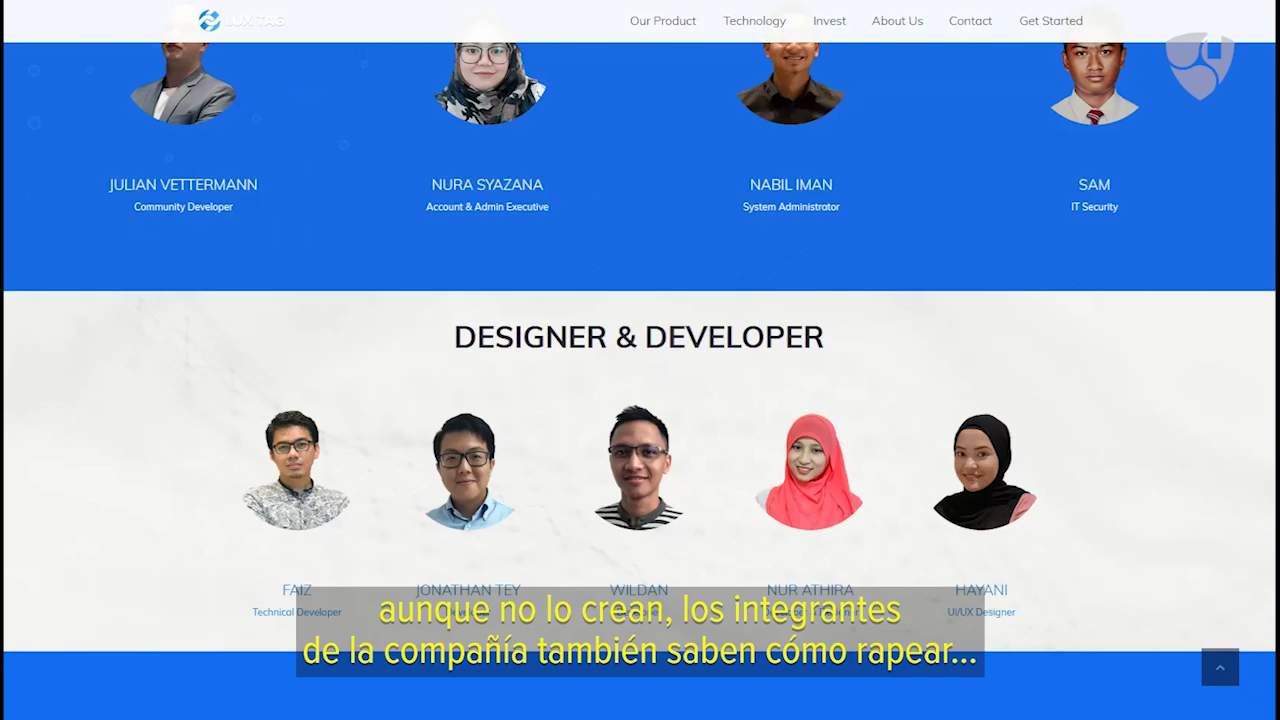 LUX TAG
Our Product Technology Invest About Us Contact Get Started
JULIAN VETTERMANN NURA SYAZANA NABIL IMAN SAM
Community Developer Account & Admin Executive System Administrator IT Security
DESIGNER & DEVELOPER
FAIZ JONATHAN TEY WILDAN NUR ATHIRA HAYANI
Technical Developer UI/UX Designer
aunque no lo crean, los integrantes
de la compañía también saben cómo rapear...